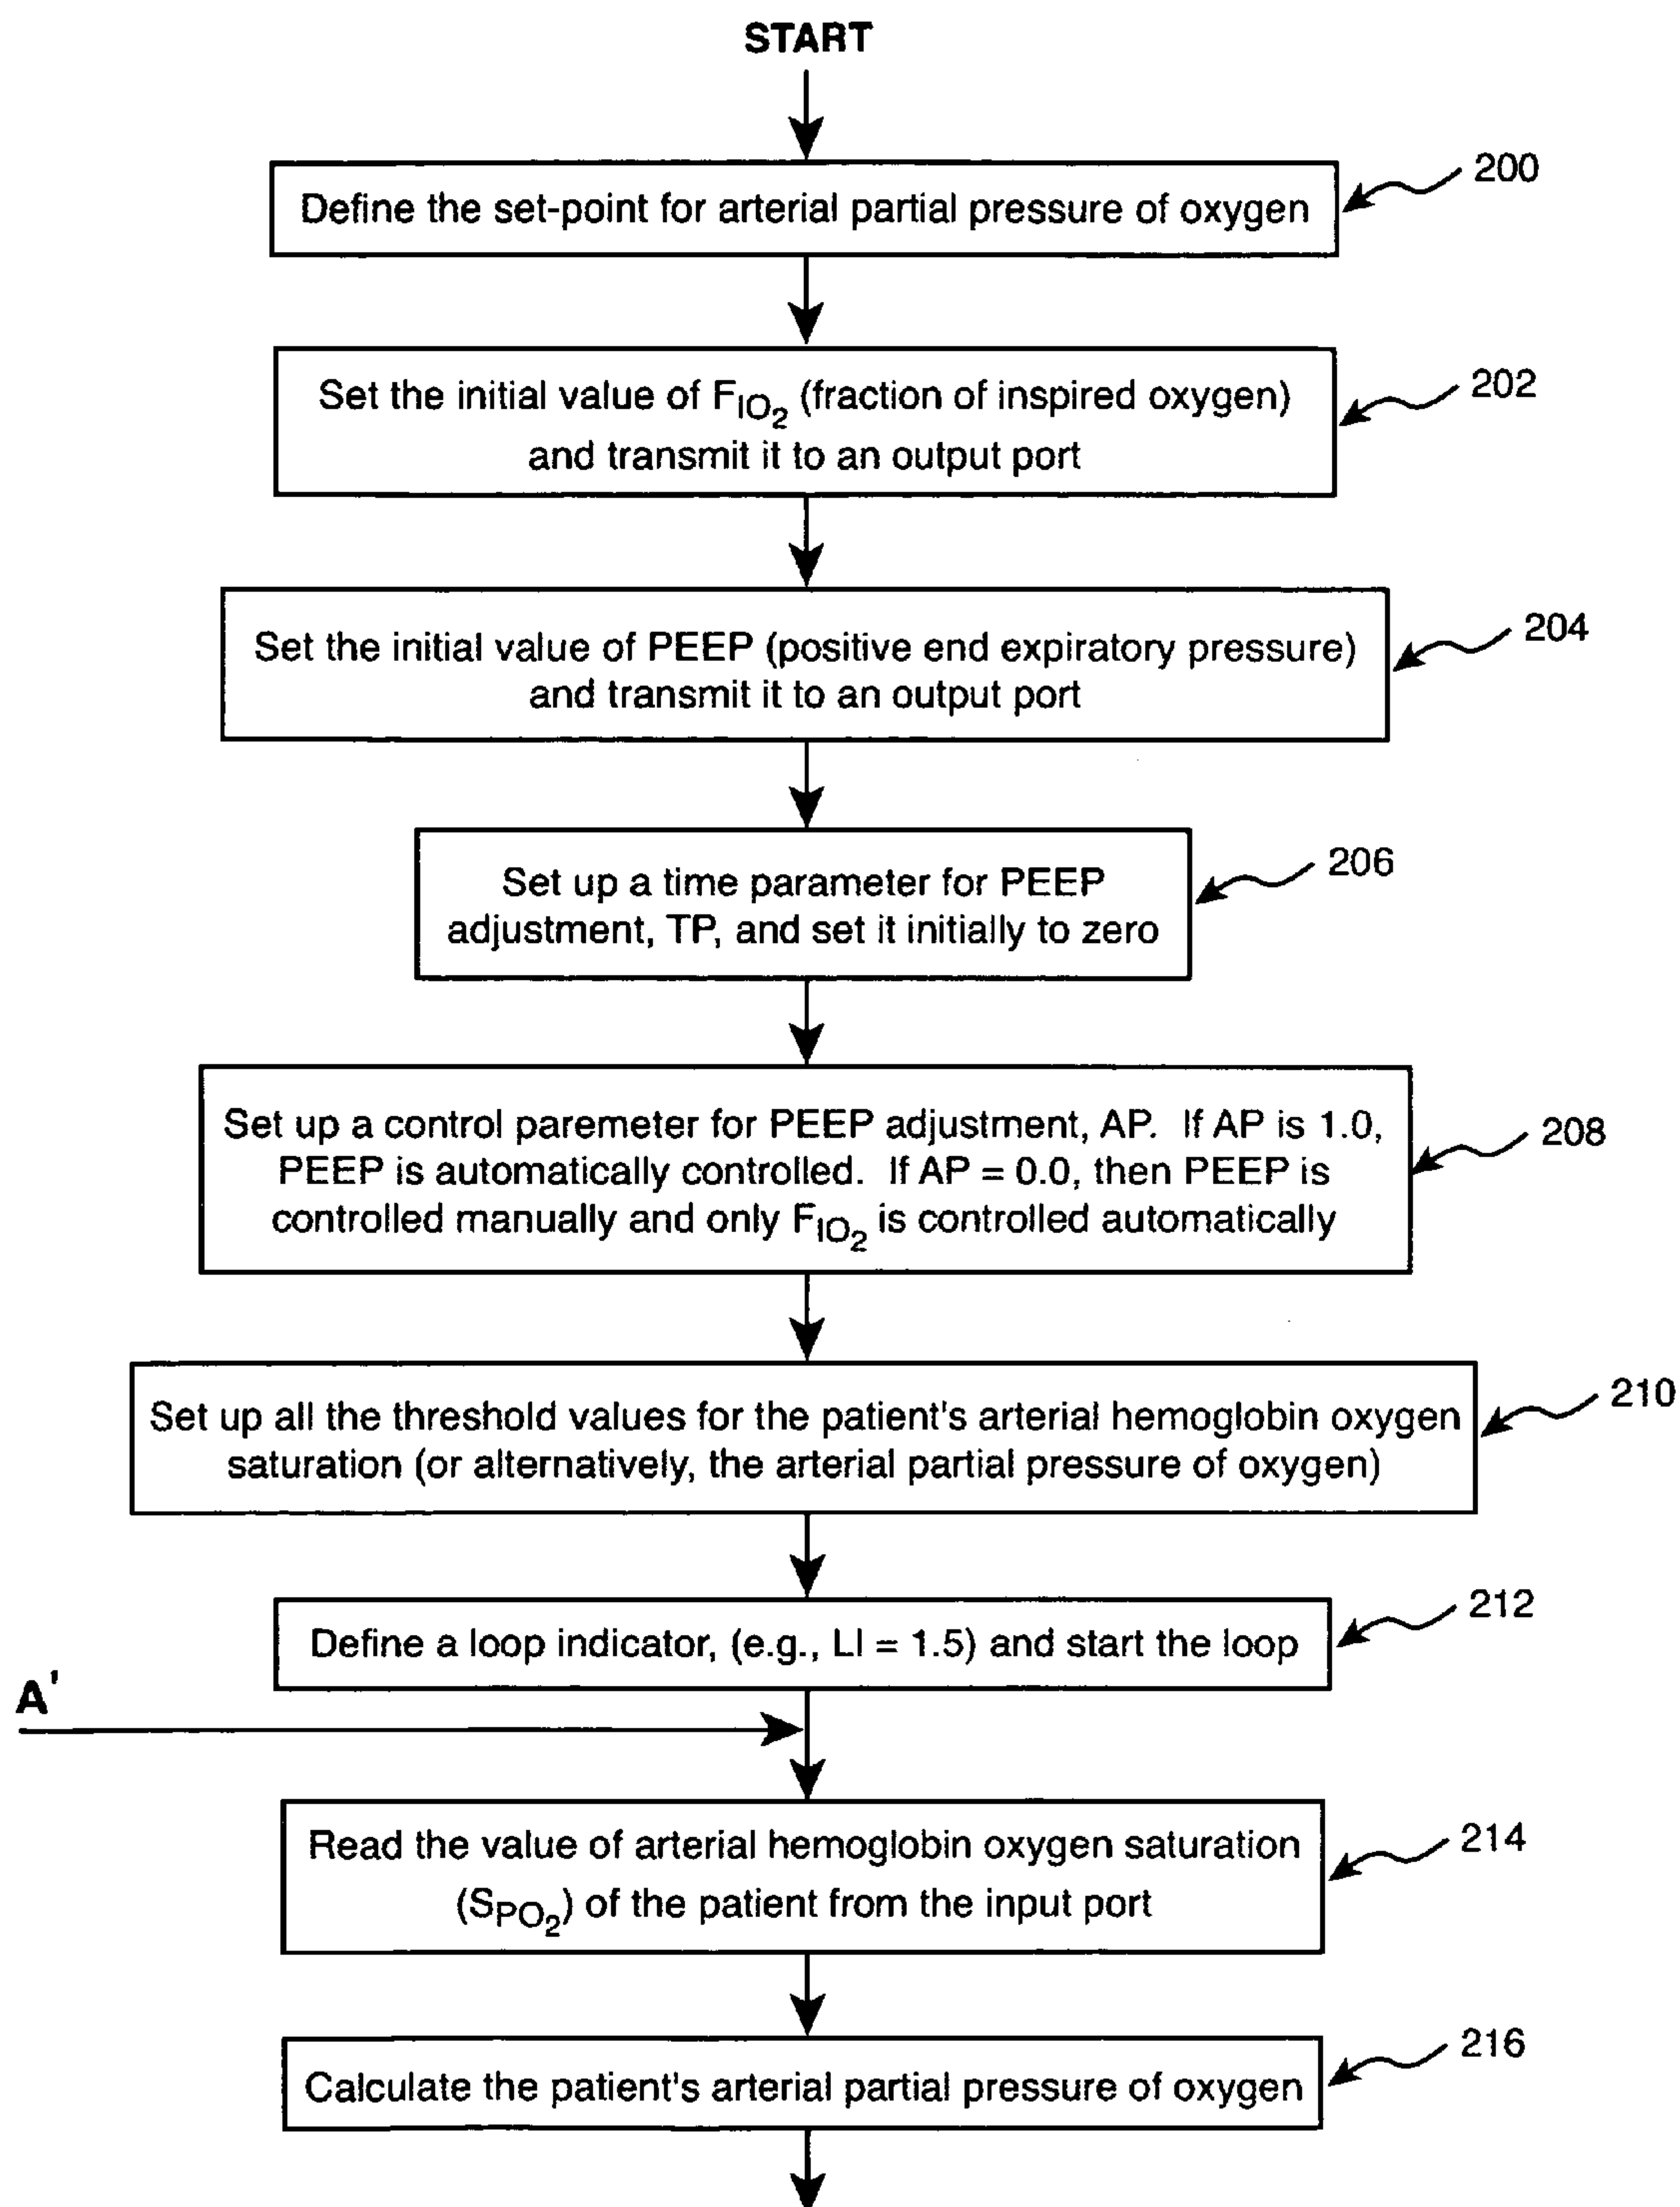 START
Define the set-point for arterial partial pressure of oxygen
200
Set the initial value of FIO2 (fraction of inspired oxygen)
and transmit it to an output port
202
Set the initial value of PEEP (positive end expiratory pressure)
and transmit it to an output port
204
Set up a time parameter for PEEP
adjustment, TP, and set it initially to zero
206
Set up a control paremeter for PEEP adjustment, AP. If AP is 1.0,
PEEP is automatically controlled. If AP = 0.0, then PEEP is
controlled manually and only FIO2 is controlled automatically
208
Set up all the threshold values for the patient's arterial hemoglobin oxygen
saturation (or alternatively, the arterial partial pressure of oxygen)
210
Define a loop indicator, (e.g., LI = 1.5) and start the loop
212
A'
Read the value of arterial hemoglobin oxygen saturation
(SPO2) of the patient from the input port
214
Calculate the patient's arterial partial pressure of oxygen
216